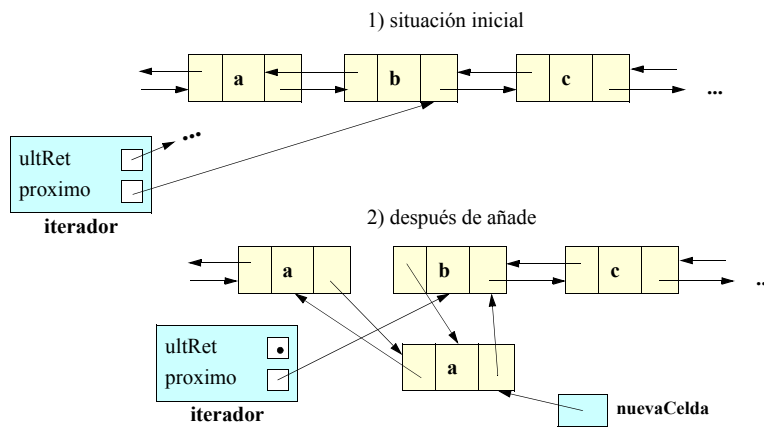 1) situación inicial
a b c ...
...
ultRet
proximo
iterador
2) después de añade
a b c ..
ultRet
proximo
a
iterador
nuevaCelda